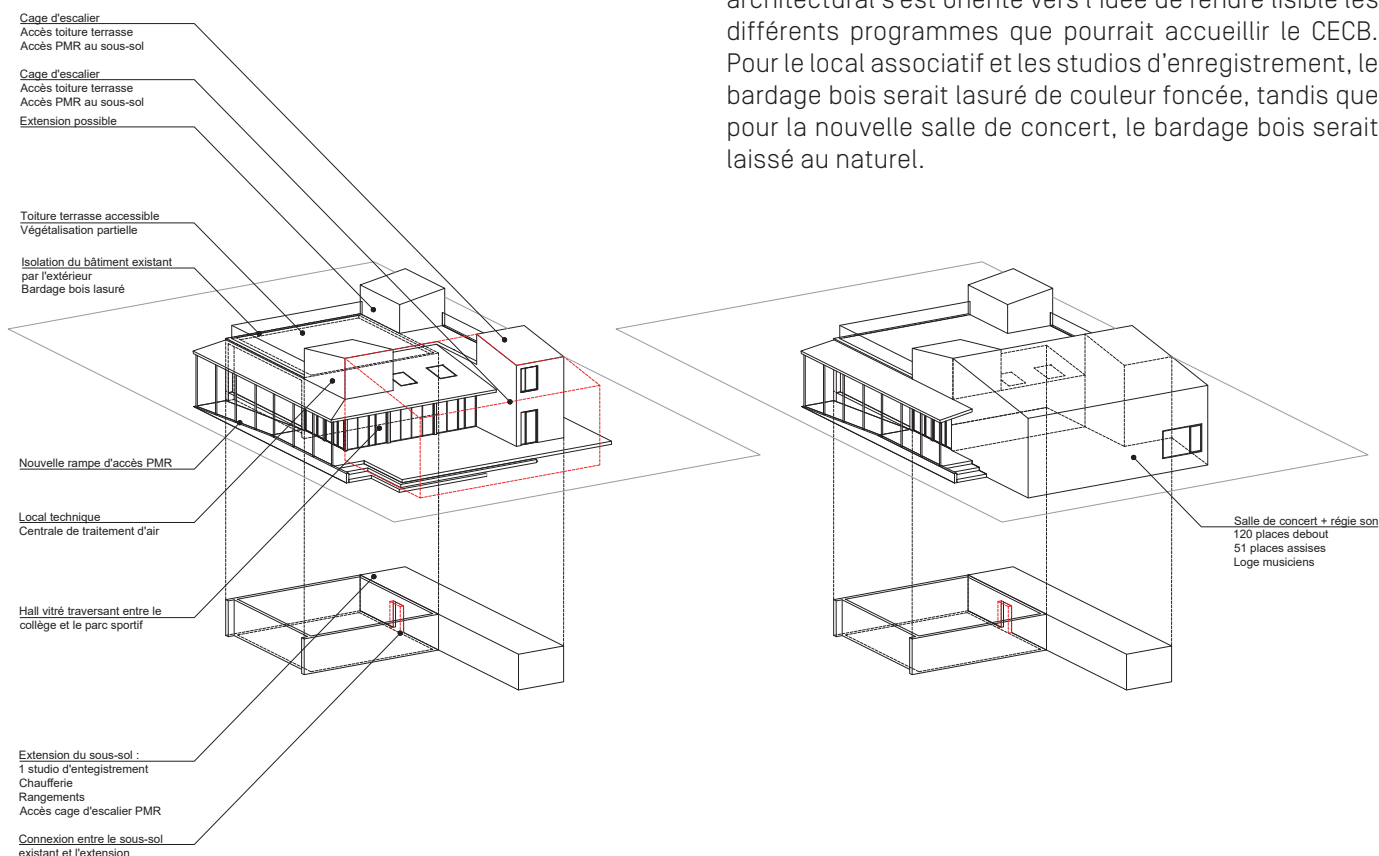 architectural s'est orienté vers l'idée de rendre lisible les
différents programmes que pourrait accueillir le CECB.
Pour le local associatif et les studios d'enregistrement, le
bardage bois serait lasuré de couleur foncée, tandis que
pour la nouvelle salle de concert, le bardage bois serait
laissé au naturel.
Cage d'escalier
Accès toiture terrasse
Accès PMR au sous-sol
Cage d'escalier
Accès toiture terrasse
Accès PMR au sous-sol
Extension possible
Toiture terrasse accessible
Végétalisation partielle
Isolation du bâtiment existant
par l'extérieur
Bardage bois lasuré
Nouvelle rampe d'accès PMR
Local technique
Centrale de traitement d'air
Hall vitré traversant entre le
collège et le parc sportif
Extension du sous-sol :
1 studio d'entegistrement
Chaufferie
Rangements
Accès cage d'escalier PMR
Connexion entre le sous-sol
existant et l'extension
Salle de concert + régie son
120 places debout
51 places assises
Loge musiciens